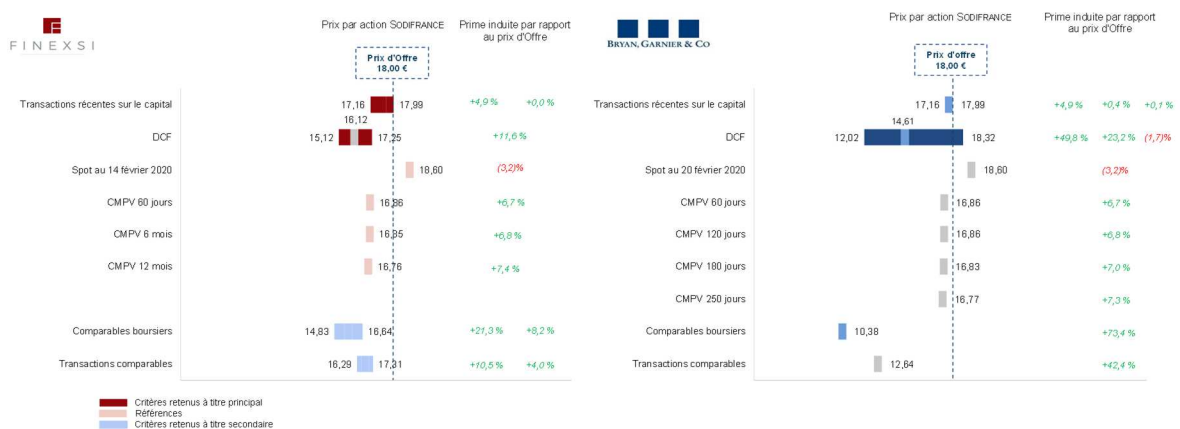 FINEXSI
Prix par action SODIFRANCE
Prime induite par rapport
au prix d'Offre
Prix d'Offre
18,00 €
Transactions récentes sur le capital
17,16
17,99
+4,9 %
+0,0 %
16,12
DCF
15,12
17,25
+11,6%
Spot au 14 février 2020
18,60
(3,2)%
CMPV 60 jours
16,86
+6,7 %
CMPV 6 mois
16,85
+6,8 %
CMPV 12 mois
16,76
+7,4 %
Comparables boursiers
14,83
16,64
+21,3 %
+8,2 %
Transactions comparables
16,29
17,31
+10,5 %
+4,0 %
Critères retenus à titre principal
Références
Critères retenus à titre secondaire
BRYAN, GARNIER & CO
Prix par action SODIFRANCE
Prime induite par rapport
au prix d'Offre
Prix d'offre
18,00 €
Transactions récentes sur le capital
17,16
17,99
+4,9 %
+0,4 %
+0,1 %
14,61
DCF
12,02
18,32
+49,8 %
+23,2 %
(1,7)%
Spot au 20 février 2020
18,60
(3,2)%
CMPV 60 jours
16,86
+6,7 %
CMPV 120 jours
16,86
+6,8 %
CMPV 180 jours
16,83
+7,0 %
CMPV 250 jours
16,77
+7,3 %
Comparables boursiers
10,38
+73,4 %
Transactions comparables
12,64
+42,4 %